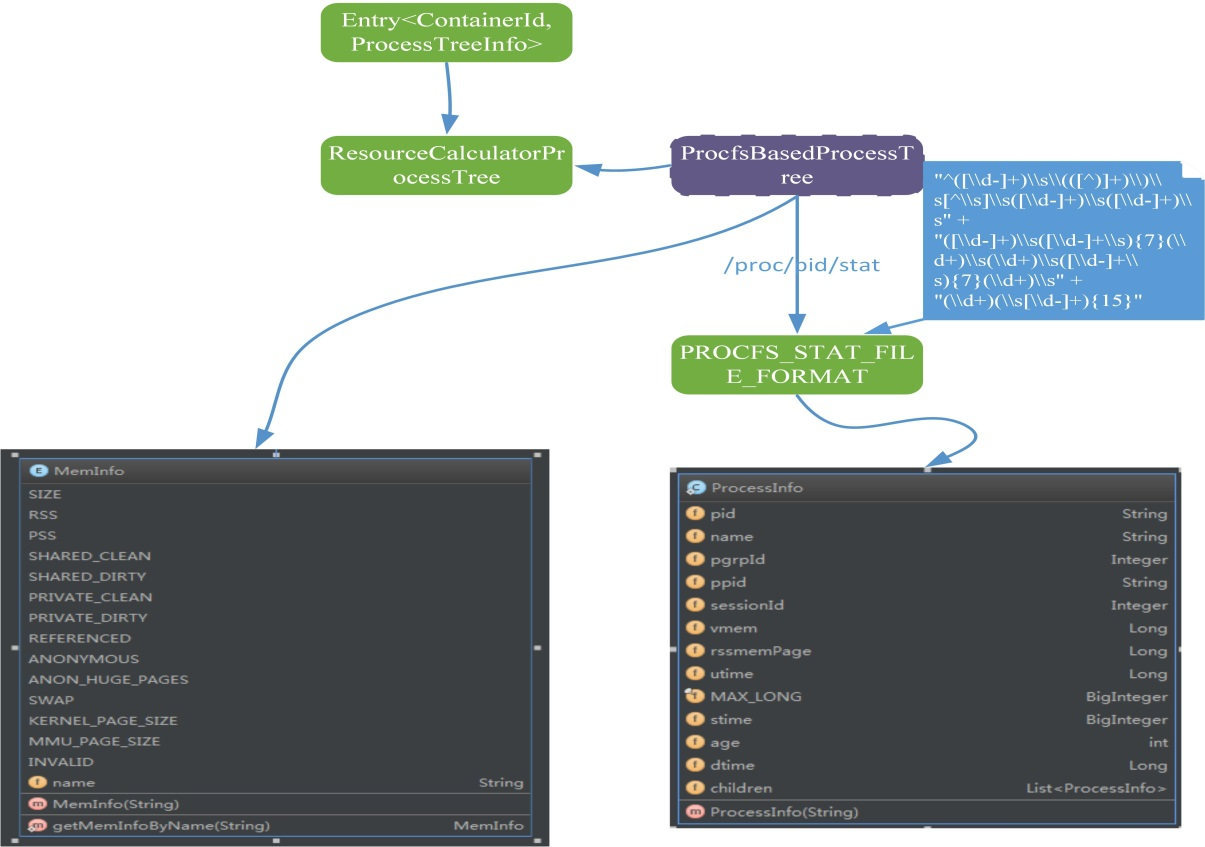 Entry<ContainerId,
ProcessTreeInfo>
ResourceCalculatorPr
ocessTree
ProcfsBasedProcessT
ree
"^([\\d-]+)\\s\\(([^)]+)\\)\\
s[^\\s]\\s([\\d-]+)\\s([\\d-]+)\\
s" +
"([\\d-]+)\\s([\\d-]+\\s){7}(\\
d+)\\s(\\d+)\\s([\\d-]+\\
s){7}(\\d+)\\s" +
"(\\d+)(\\s[\\d-]+){15}"
/proc/pid/stat
PROCFS_STAT_FIL
E_FORMAT
E MemInfo
SIZE
RSS
PSS
SHARED_CLEAN
SHARED_DIRTY
PRIVATE_CLEAN
PRIVATE_DIRTY
REFERENCED
ANONYMOUS
ANON_HUGE_PAGES
SWAP
KERNEL_PAGE_SIZE
MMU_PAGE_SIZE
INVALID
f name String
m MemInfo(String)
m getMemInfoByName(String) MemInfo
C ProcessInfo
f pid String
f name String
f pgrpId Integer
f ppid String
f sessionId Integer
f vmem Long
f rssmemPage Long
f utime Long
f MAX_LONG BigInteger
f stime BigInteger
f age int
f dtime Long
f children List<ProcessInfo>
m ProcessInfo(String)